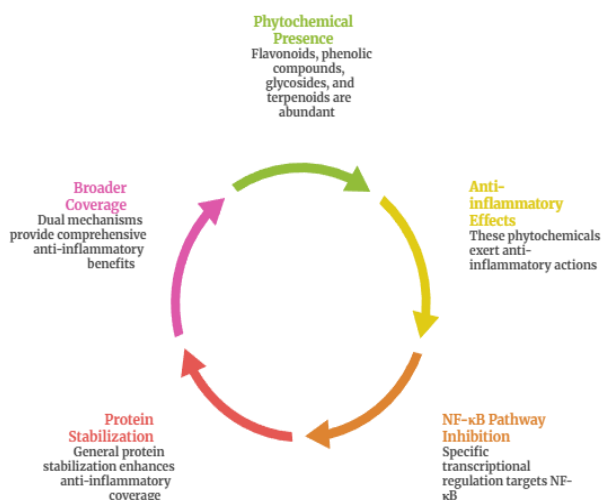 Phytochemical
Presence
Flavonoids, phenolic
compounds,
glycosides, and
terpenoids are
abundant
Anti-
inflammatory
Effects
These phytochemicals
exert anti-
inflammatory actions
NF-κB Pathway
Inhibition
Specific
transcriptional
regulation targets NF-
κB
Protein
Stabilization
General protein
stabilization enhances
anti-inflammatory
coverage
Broader
Coverage
Dual mechanisms
provide comprehensive
anti-inflammatory
benefits